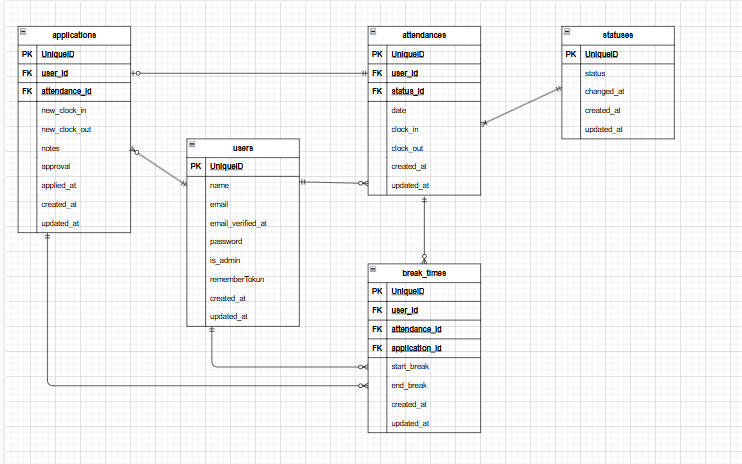 applications
PK UniqueID
FK user_id
FK attendance_id
new_clock_in
new_clock_out
notes
approval
applied_at
created_at
updated_at
users
PK UniqueID
name
email
email_verified_at
password
is_admin
rememberTokun
created_at
updated_at
attendances
PK UniqueID
FK user_id
FK status_id
date
clock_in
clock_out
created_at
updated_at
statuses
PK UniqueID
status
changed_at
created_at
updated_at
break_times
PK UniqueID
FK user_id
FK attendance_id
FK application_id
start_break
end_break
created_at
updated_at